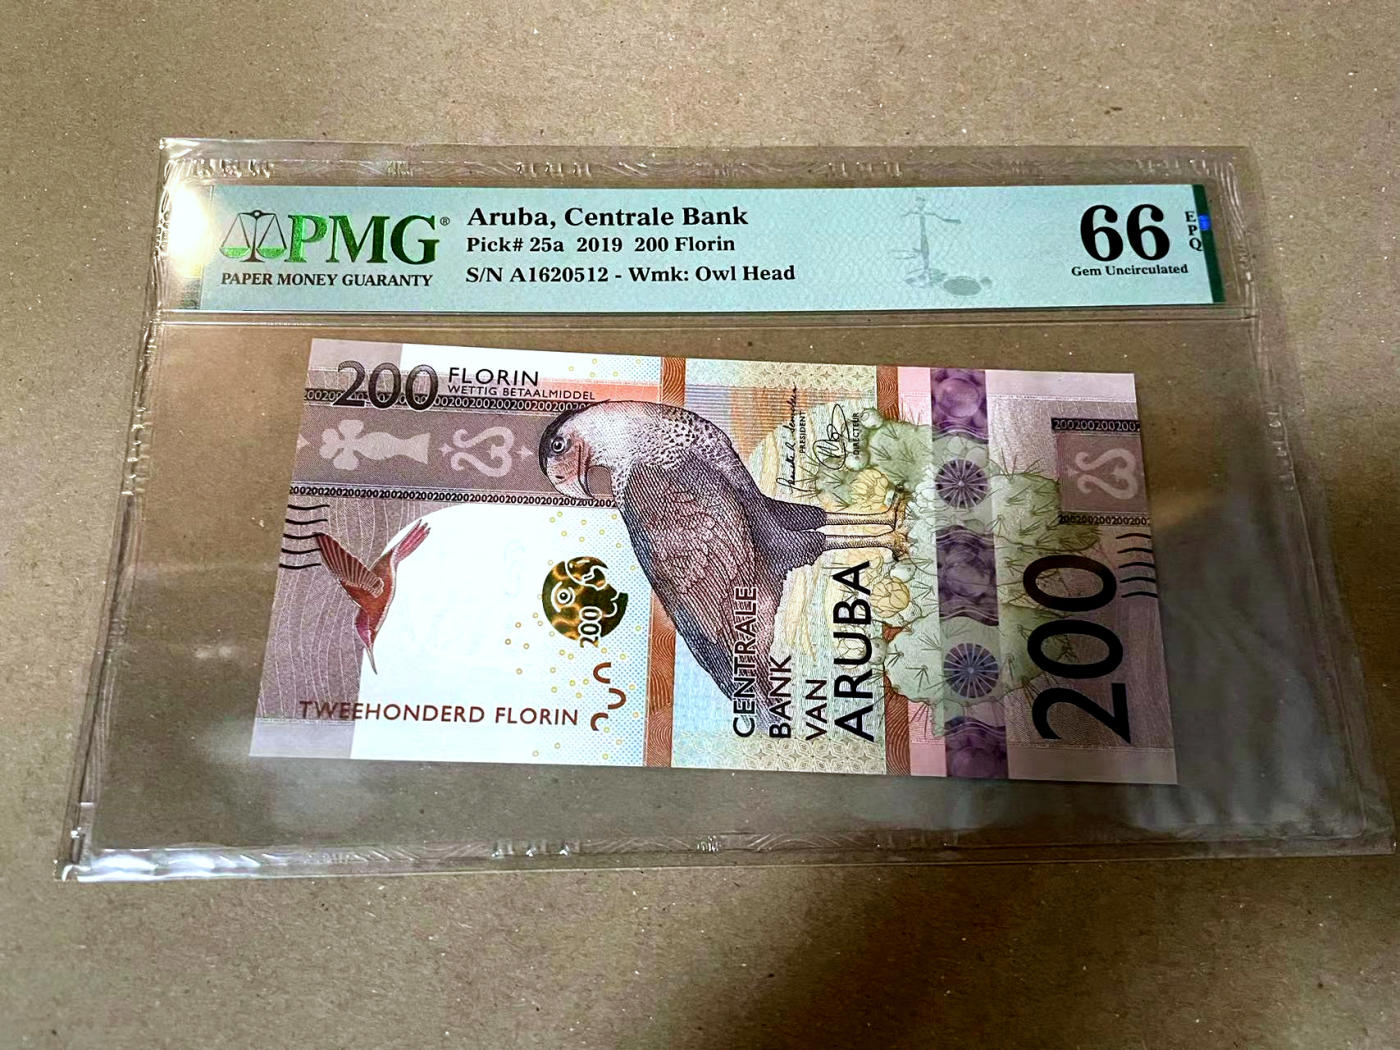 PMG®
PAPER MONEY GUARANTY
Aruba, Centrale Bank
Pick# 25a 2019 200 Florin
S/N A1620512 - Wmk: Owl Head
66
Gem Uncirculated
EPQ
200 FLORIN
WETTIG BETAALMIDDEL
PRESIDENT
DIRECTEUR
200
TWEEHONDERD FLORIN
CENTRALE
BANK
VAN
ARUBA
200